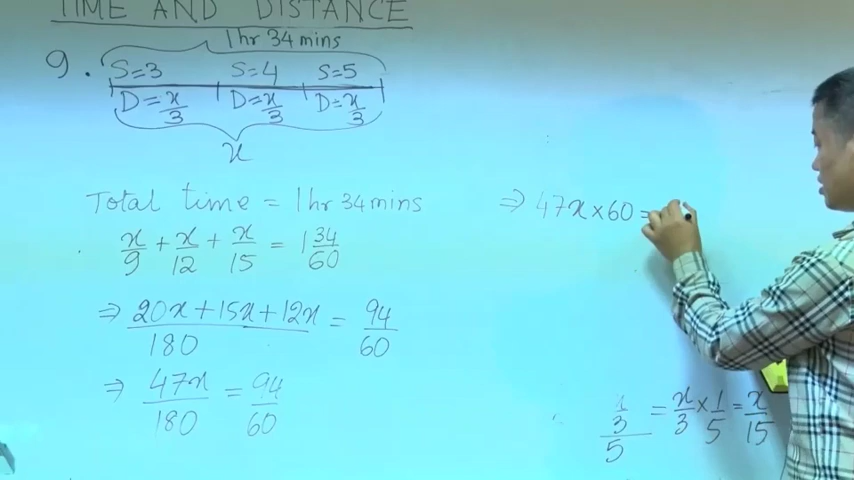 TIME AND DISTANCE
1hr 34 mins
9. S=3 S=4 S=5
D=x/3 D=x/3 D=x/3
x
Total time = 1hr 34mins
x/9 + x/12 + x/15 = 1 34/60
⇒ 20x+15x+12x/180 = 94/60
⇒ 47x/180 = 94/60
⇒ 47x×60=
1/3/5 = x/3×1/5=x/15